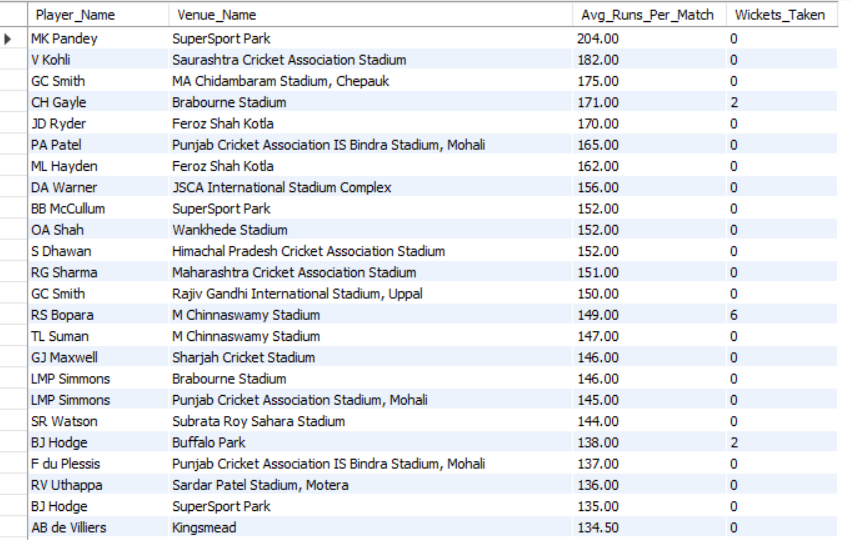 Player_Name Venue_Name Avg_Runs_Per_Match Wickets_Taken
MK Pandey SuperSport Park 204.00 0
V Kohli Saurashtra Cricket Association Stadium 182.00 0
GC Smith MA Chidambaram Stadium, Chepauk 175.00 0
CH Gayle Brabourne Stadium 171.00 2
JD Ryder Feroz Shah Kotla 170.00 0
PA Patel Punjab Cricket Association IS Bindra Stadium, Mohali 165.00 0
ML Hayden Feroz Shah Kotla 162.00 0
DA Warner JSCA International Stadium Complex 156.00 0
BB McCullum SuperSport Park 152.00 0
OA Shah Wankhede Stadium 152.00 0
S Dhawan Himachal Pradesh Cricket Association Stadium 152.00 0
RG Sharma Maharashtra Cricket Association Stadium 151.00 0
GC Smith Rajiv Gandhi International Stadium, Uppal 150.00 0
RS Bopara M Chinnaswamy Stadium 149.00 6
TL Suman M Chinnaswamy Stadium 147.00 0
GJ Maxwell Sharjah Cricket Stadium 146.00 0
LMP Simmons Brabourne Stadium 146.00 0
LMP Simmons Punjab Cricket Association Stadium, Mohali 145.00 0
SR Watson Subrata Roy Sahara Stadium 144.00 0
BJ Hodge Buffalo Park 138.00 2
F du Plessis Punjab Cricket Association IS Bindra Stadium, Mohali 137.00 0
RV Uthappa Sardar Patel Stadium, Motera 136.00 0
BJ Hodge SuperSport Park 135.00 0
AB de Villiers Kingsmead 134.50 0